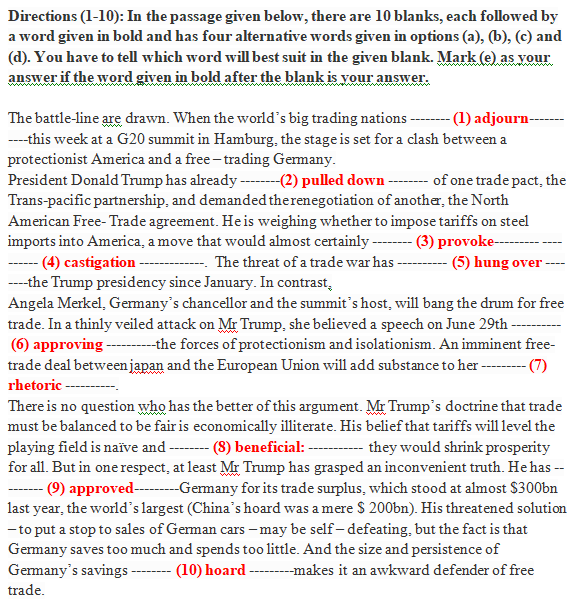 Directions (1-10): In the passage given below, there are 10 blanks, each followed by
a word given in bold and has four alternative words given in options (a), (b), (c) and
(d). You have to tell which word will best suit in the given blank. Mark (e) as your
answer if the word given in bold after the blank is your answer.
The battle-line are drawn. When the world's big trading nations -------- (1) adjourn-------
----this week at a G20 summit in Hamburg, the stage is set for a clash between a
protectionist America and a free – trading Germany.
President Donald Trump has already --------(2) pulled down -------- of one trade pact, the
Trans-pacific partnership, and demanded therenegotiation of another, the North
American Free- Trade agreement. He is weighing whether to impose tariffs on steel
imports into America, a move that would almost certainly -------- (3) provoke--------- ----
------ (4) castigation -------------. The threat of a trade war has ---------- (5) hung over ----
----the Trump presidency since January. In contrast,
Angela Merkel, Germany's chancellor and the summit's host, will bang the drum for free
trade. In a thinly veiled attack on Mr Trump, she believed a speech on June 29th ----------
(6) approving ----------the forces of protectionism and isolationism. An imminent free-
trade deal between japan and the European Union will add substance to her --------- (7)
rhetoric ----------.
There is no question who has the better of this argument. Mr Trump's doctrine that trade
must be balanced to be fair is economically illiterate. His belief that tariffs will level the
playing field is naïve and -------- (8) beneficial: ----------- they would shrink prosperity
for all. But in one respect, at least Mr Trump has grasped an inconvenient truth. He has --
------- (9) approved---------Germany for its trade surplus, which stood at almost $300bn
last year, the world's largest (China's hoard was a mere $ 200bn). His threatened solution
– to put a stop to sales of German cars – may be self – defeating, but the fact is that
Germany saves too much and spends too little. And the size and persistence of
Germany's savings -------- (10) hoard ---------makes it an awkward defender of free
trade.